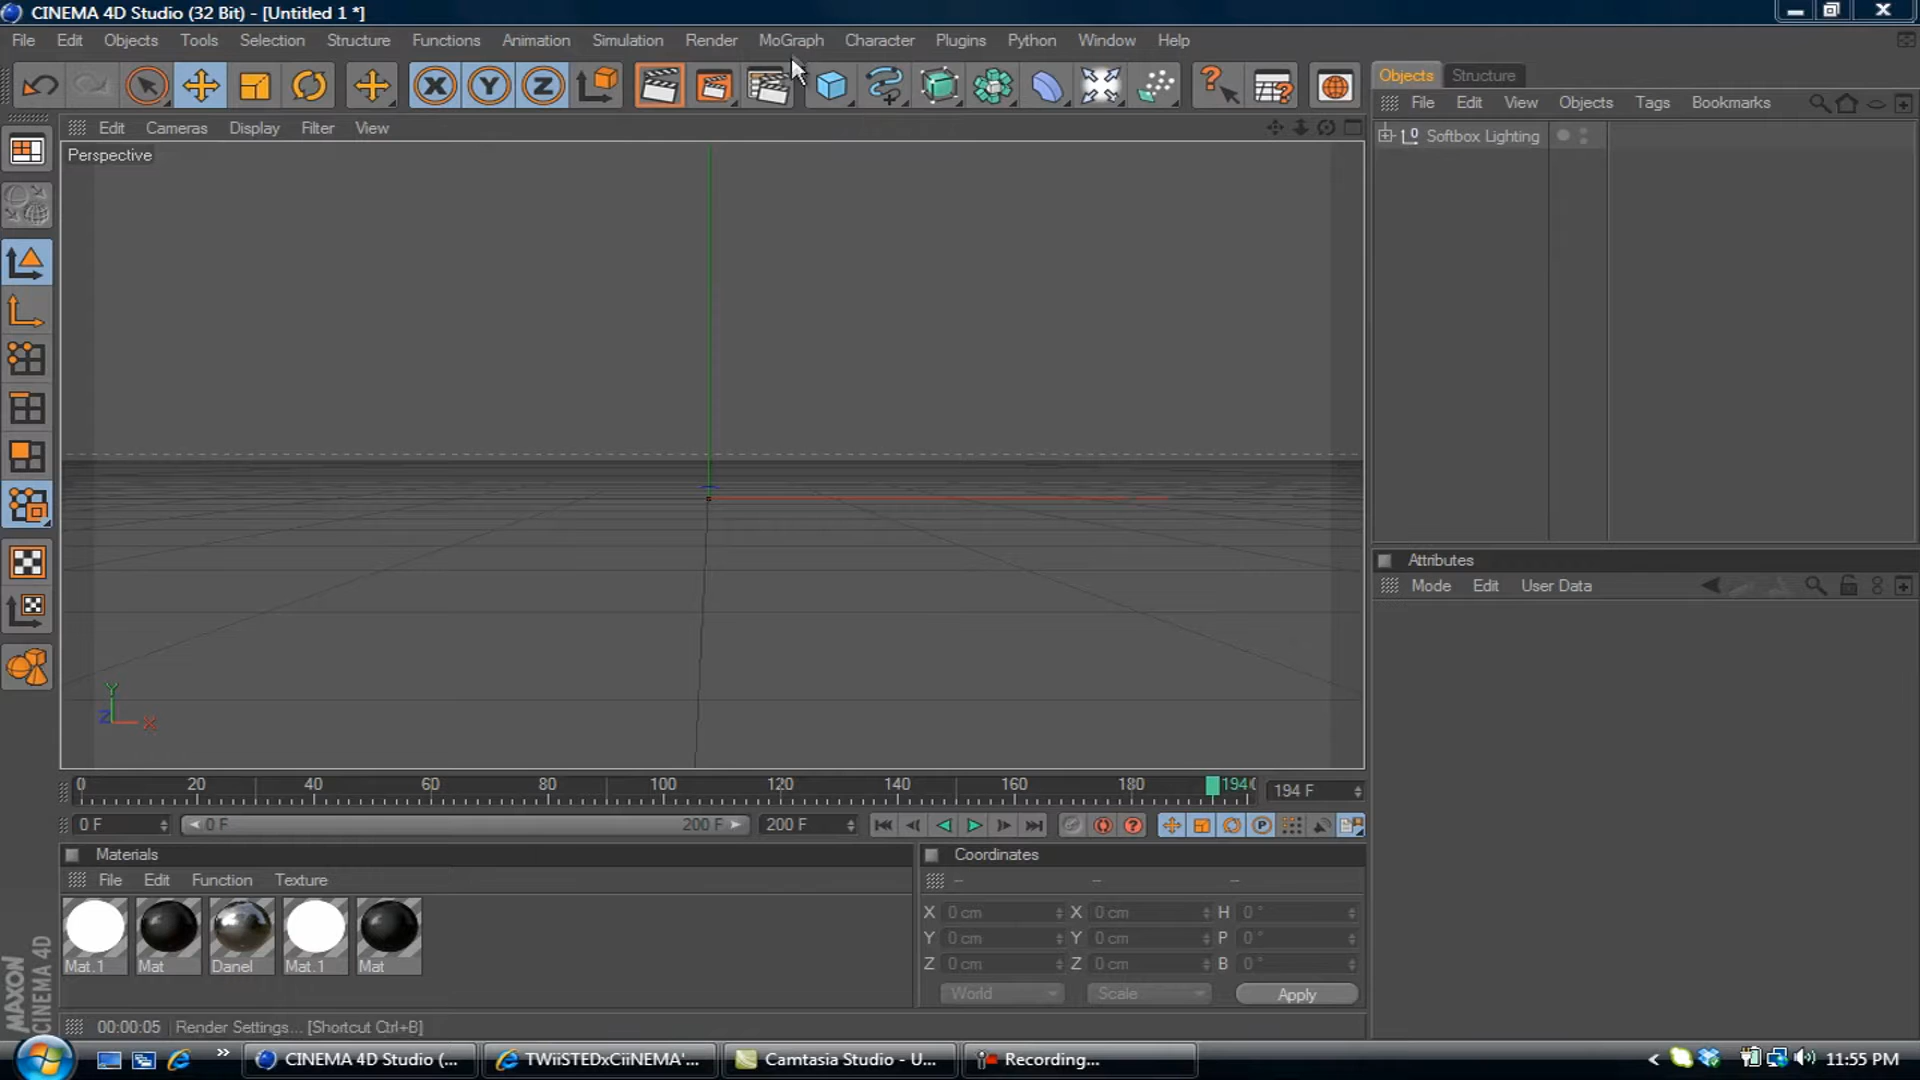 CINEMA 4D Studio (32 Bit) - [Untitled 1 *]
File Edit Objects Tools Selection Structure Functions Animation Simulation Render MoGraph Character Plugins Python Window Help
X Y Z
Objects Structure
File Edit View Objects Tags Bookmarks
Edit Cameras Display Filter View
Softbox Lighting
Perspective
Attributes
Mode Edit User Data
Y
Z X
0 20 40 60 80 100 120 140 160 180 194 F
0 F 0 F 200 F 200 F
Materials
File Edit Function Texture
Mat.1 Mat Danel Mat.1 Mat
Coordinates
-- -- --
X 0 cm X 0 cm H 0 °
Y 0 cm Y 0 cm P 0 °
Z 0 cm Z 0 cm B 0 °
World Scale Apply
MAXON
CINEMA 4D
00:00:05 Render Settings... [Shortcut Ctrl+B]
CINEMA 4D Studio (... TWiiSTEDxCiiNEMA'... Camtasia Studio - U... Recording... 11:55 PM